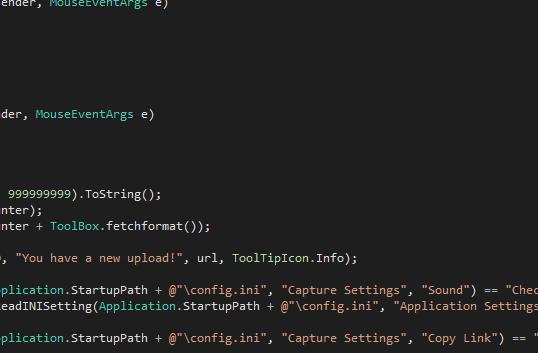 ender, MouseEventArgs e)
der, MouseEventArgs e)
999999999).ToString();
nter);
unter + ToolBox.fetchformat());
, "You have a new upload!", url, ToolTipIcon.Info);
plication.StartupPath + @"\config.ini", "Capture Settings", "Sound") == "Chec
eadINISetting(Application.StartupPath + @"\config.ini", "Application Settings
plication.StartupPath + @"\config.ini", "Capture Settings", "Copy Link") == "